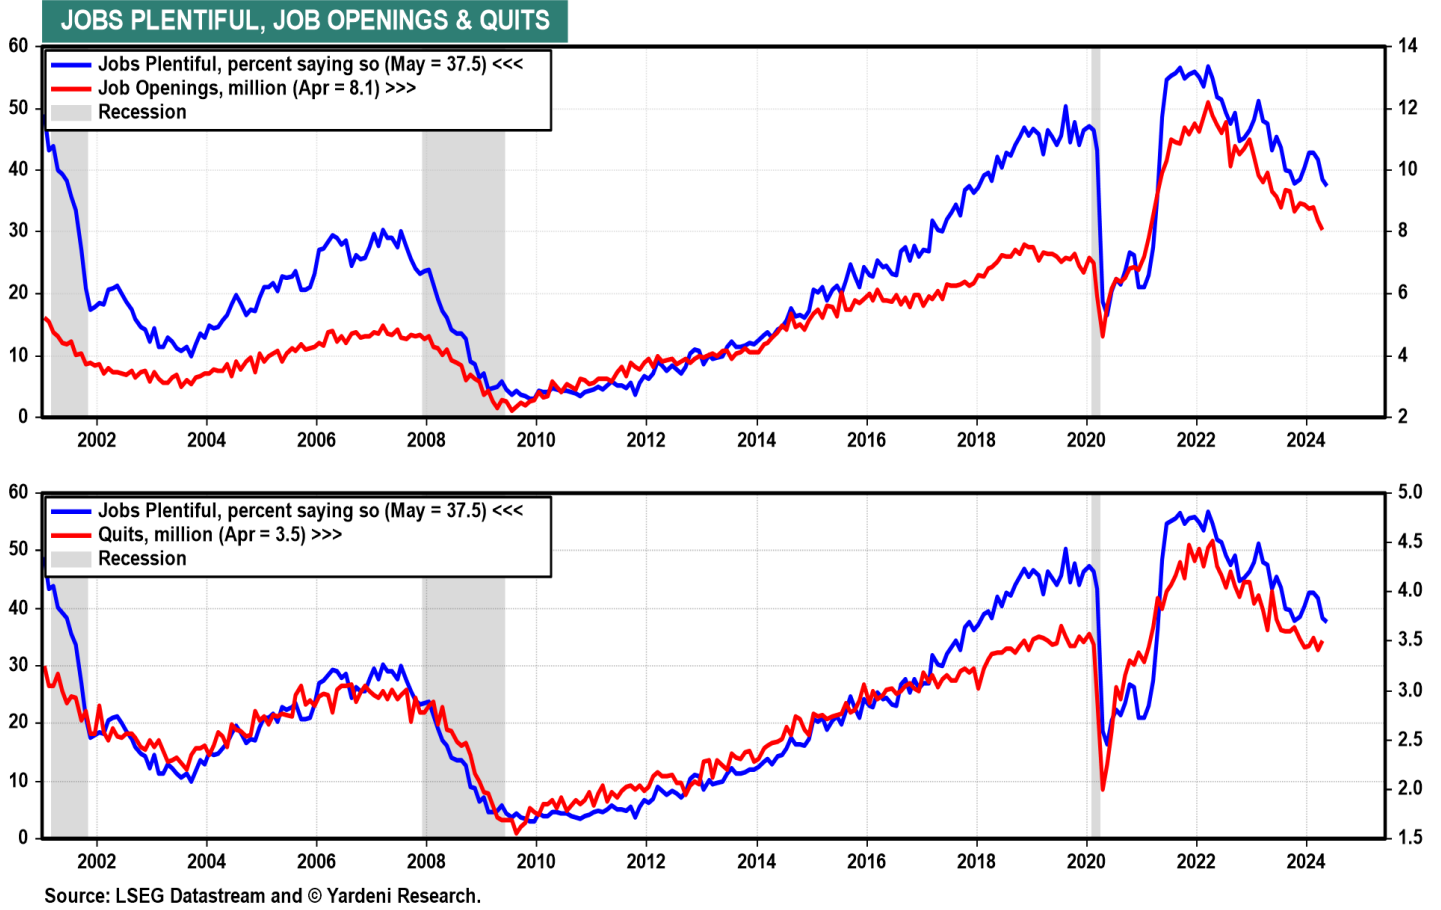 JOBS PLENTIFUL, JOB OPENINGS & QUITS
60 14
Jobs Plentiful, percent saying so (May = 37.5) <<<
Job Openings, million (Apr = 8.1) >>>
Recession
50 12
40 10
30 8
20 6
10 4
0 2
2002 2004 2006 2008 2010 2012 2014 2016 2018 2020 2022 2024
60 5.0
Jobs Plentiful, percent saying so (May = 37.5) <<<
Quits, million (Apr = 3.5) >>>
Recession
4.5
50
4.0
40
3.5
30
3.0
20
2.5
10
2.0
0 1.5
2002 2004 2006 2008 2010 2012 2014 2016 2018 2020 2022 2024
Source: LSEG Datastream and © Yardeni Research.